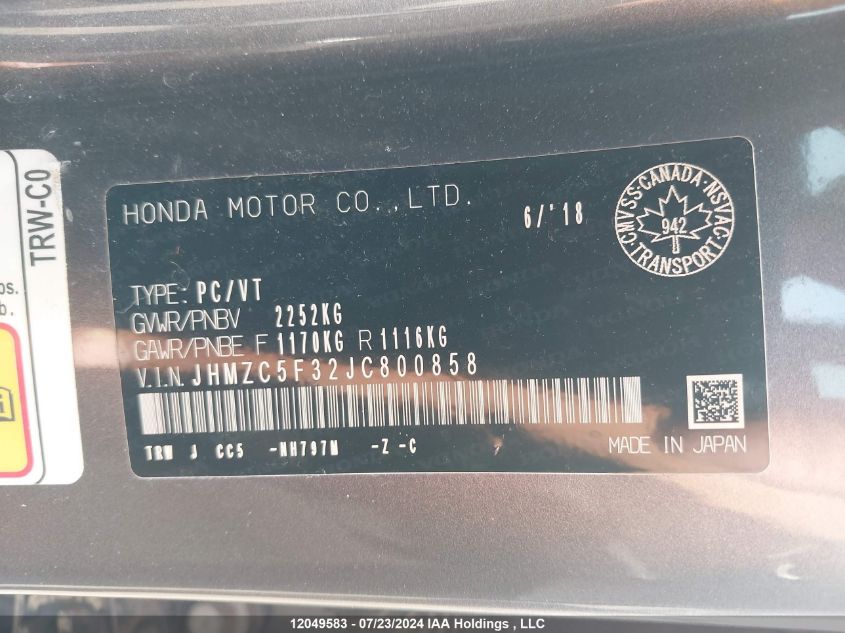 TRW-C0
os.
b.
i
HONDA MOTOR CO.,LTD.
6/'18
CMVSS·CANADA·NSVAC
942
TRANSPORT
TYPE: PC/VT
GVWR/PNBV 2252KG
GAWR/PNBE F 1170KG R 1116KG
V.I.N. JHMZC5F32JC800858
TRW J CC5 -NH797M -Z -C
MADE IN JAPAN
12049583 - 07/23/2024 IAA Holdings , LLC